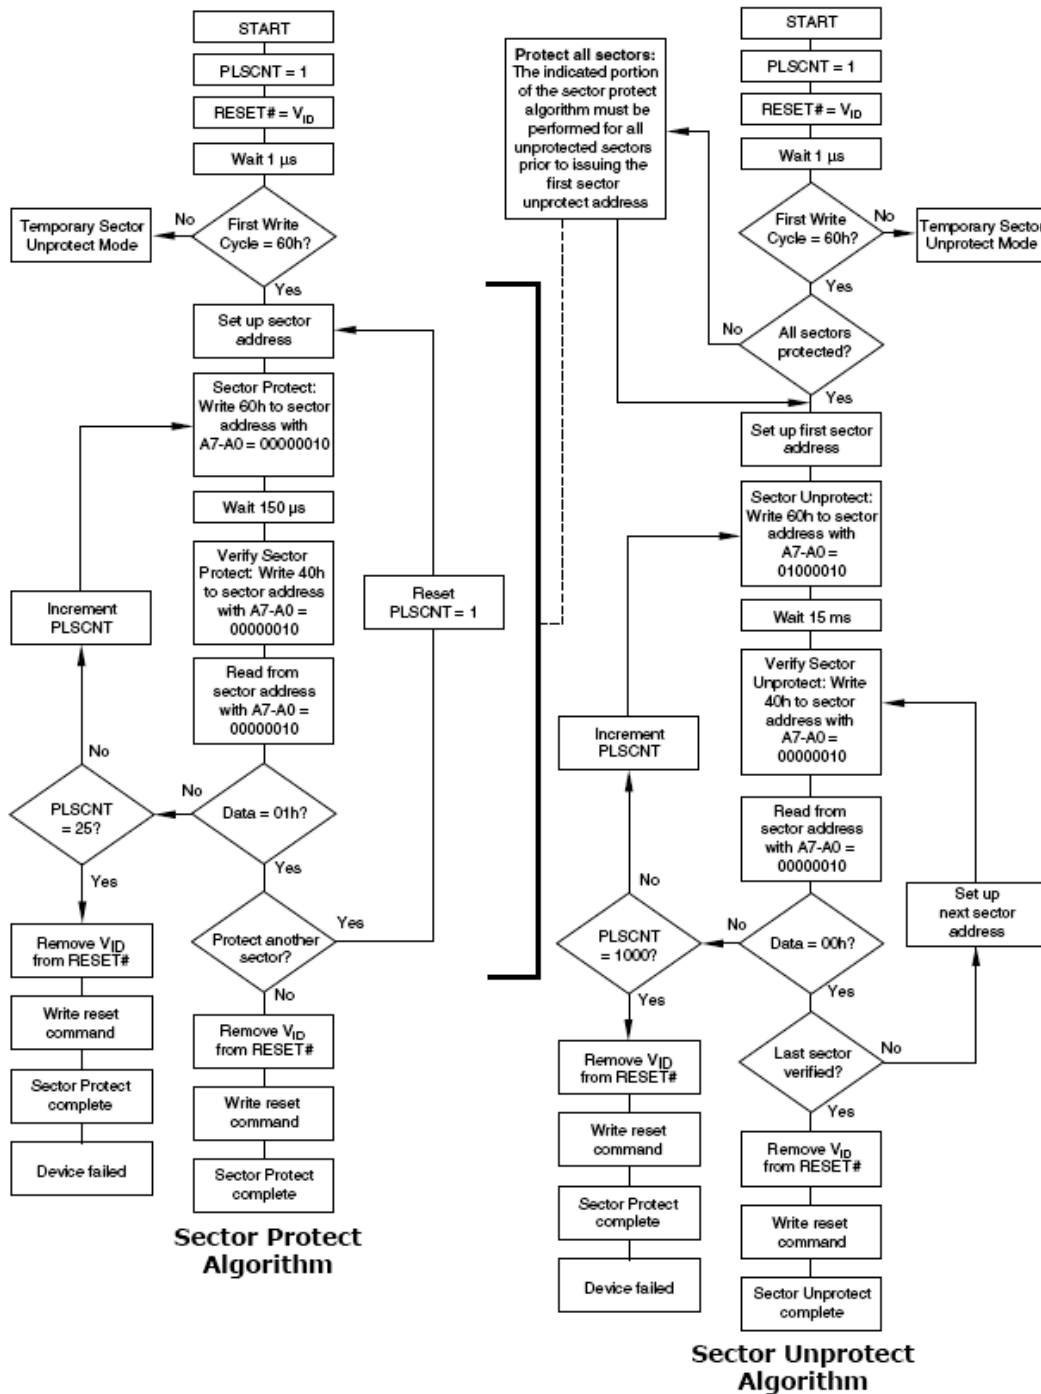 START
PLSCNT = 1
RESET# = VID
Wait 1 µs
First Write
Cycle = 60h?
No
Temporary Sector
Unprotect Mode
Yes
Set up sector
address
Sector Protect:
Write 60h to sector
address with
A7-A0 = 00000010
Wait 150 µs
Verify Sector
Protect: Write 40h
to sector address
with A7-A0 =
00000010
Read from
sector address
with A7-A0 =
00000010
Increment
PLSCNT
Reset
PLSCNT = 1
No
PLSCNT
= 25?
No
Data = 01h?
Yes
Yes
Remove VID
from RESET#
Write reset
command
Sector Protect
complete
Device failed
Protect another
sector?
Yes
No
Remove VID
from RESET#
Write reset
command
Sector Protect
complete
Sector Protect
Algorithm
Protect all sectors:
The indicated portion
of the sector protect
algorithm must be
performed for all
unprotected sectors
prior to issuing the
first sector
unprotect address
START
PLSCNT = 1
RESET# = VID
Wait 1 µs
First Write
Cycle = 60h?
No
Temporary Sector
Unprotect Mode
Yes
No
All sectors
protected?
Yes
Set up first sector
address
Sector Unprotect:
Write 60h to sector
address with
A7-A0 =
01000010
Wait 15 ms
Verify Sector
Unprotect: Write
40h to sector
address with
A7-A0 =
00000010
Increment
PLSCNT
Read from
sector address
with A7-A0 =
00000010
Set up
next sector
address
No
PLSCNT
= 1000?
No
Data = 00h?
Yes
Yes
Last sector
verified?
No
Yes
Remove VID
from RESET#
Write reset
command
Sector Protect
complete
Device failed
Remove VID
from RESET#
Write reset
command
Sector Unprotect
complete
Sector Unprotect
Algorithm